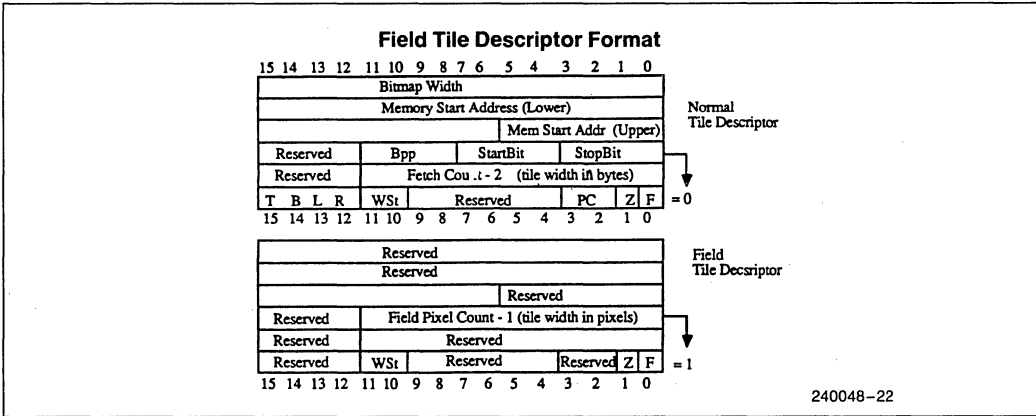 Field Tile Descriptor Format
15 14 13 12 11 10 9 8 7 6 5 4 3 2 1 0
Bitmap Width
Memory Start Address (Lower)
Normal
Tile Descriptor
Mem Start Addr (Upper)
Reserved Bpp StartBit StopBit
Reserved Fetch Cou.t - 2 (tile width in bytes)
T B L R WSt Reserved PC Z F = 0
15 14 13 12 11 10 9 8 7 6 5 4 3 2 1 0
Reserved
Field
Tile Decsriptor
Reserved
Reserved
Reserved Field Pixel Count - 1 (tile width in pixels)
Reserved Reserved
Reserved WSt Reserved Reserved Z F = 1
15 14 13 12 11 10 9 8 7 6 5 4 3 2 1 0
240048-22